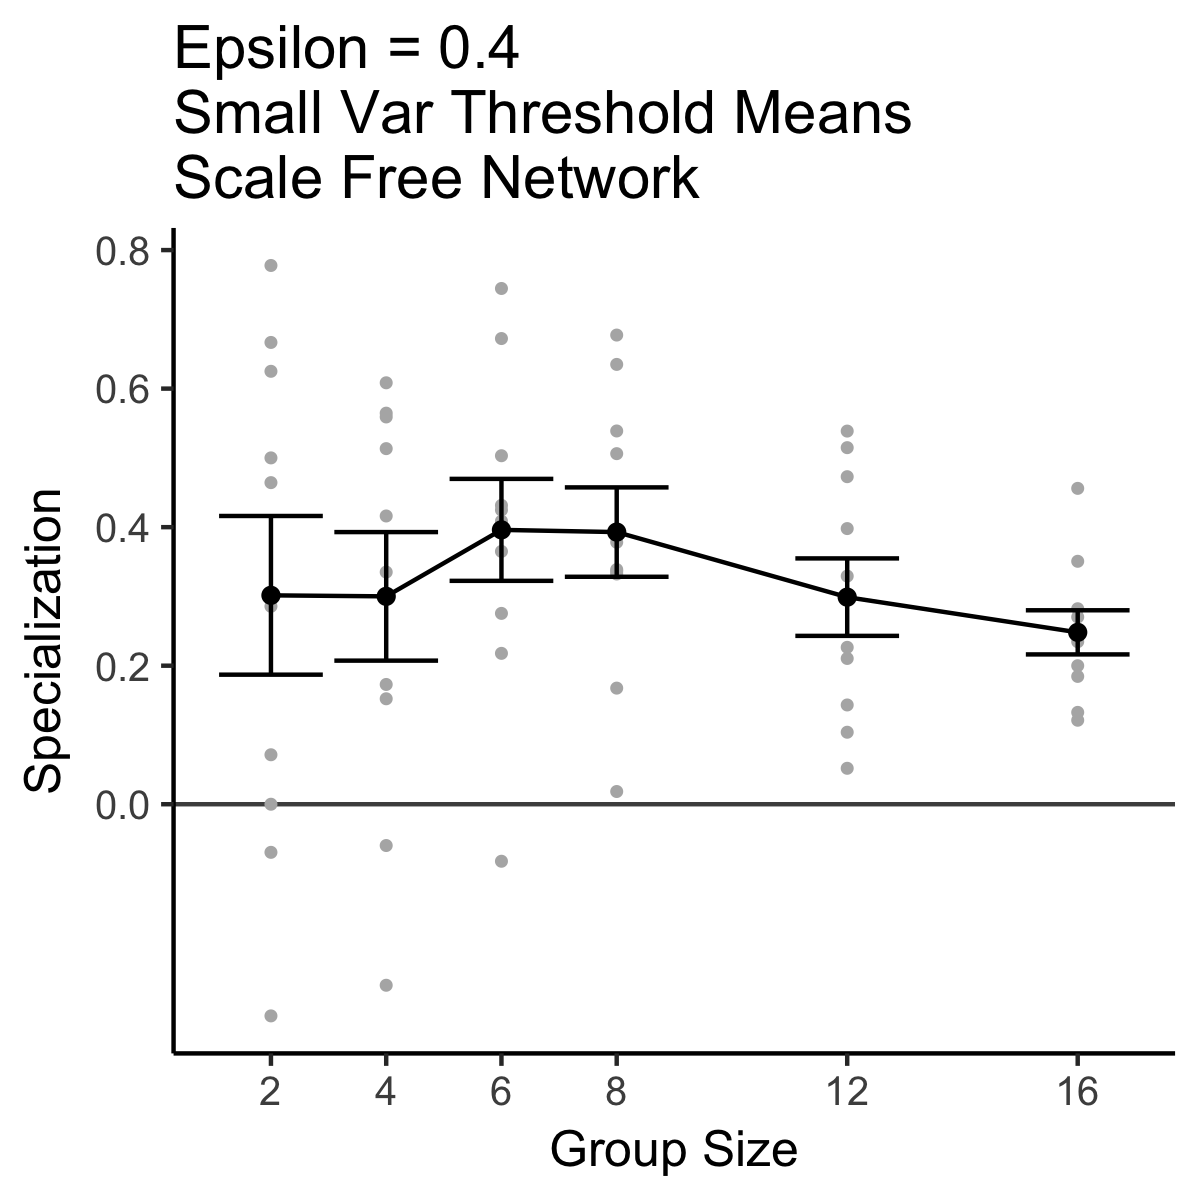 Epsilon = 0.4
Small Var Threshold Means
Scale Free Network
0.8
0.6
0.4
0.2
0.0
Specialization
2 4 6 8 12 16
Group Size